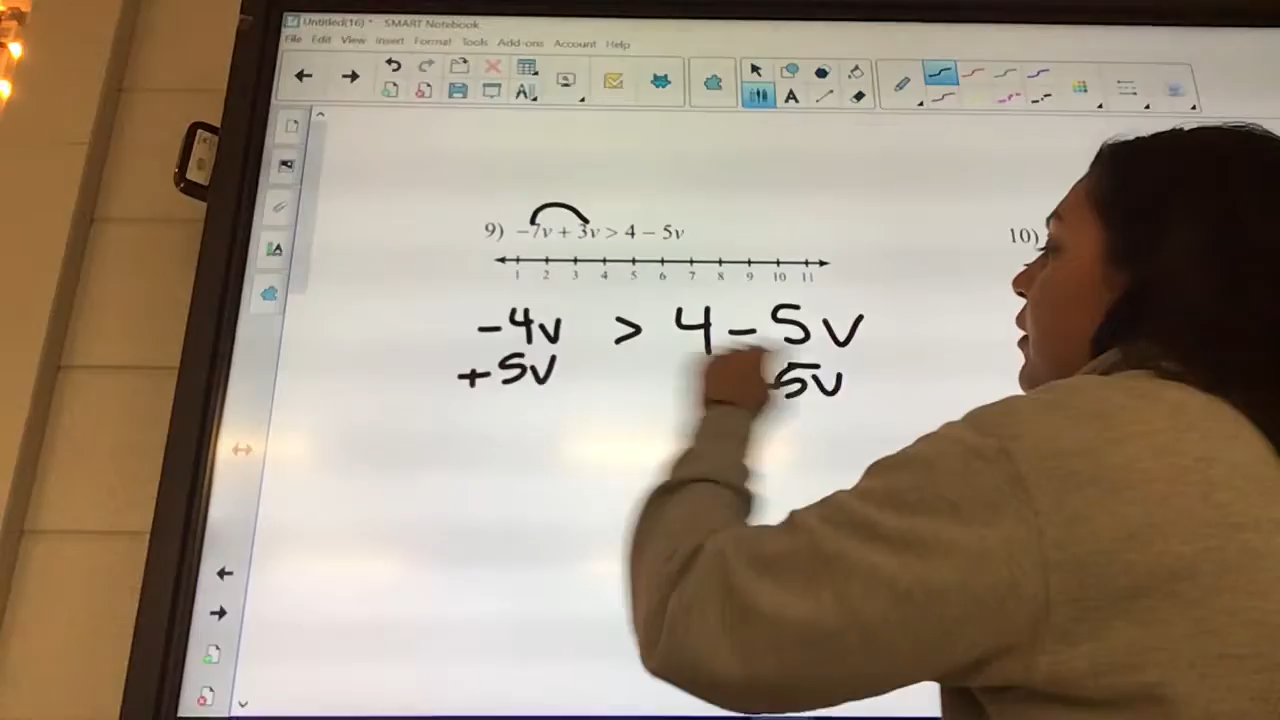 Untitled(16) * SMART Notebook
File Edit View Insert Format Tools Add-ons Account Help
9) −7v + 3v > 4 − 5v
10)
1 2 3 4 5 6 7 8 9 10 11
-4v > 4-5v
+5v 5v